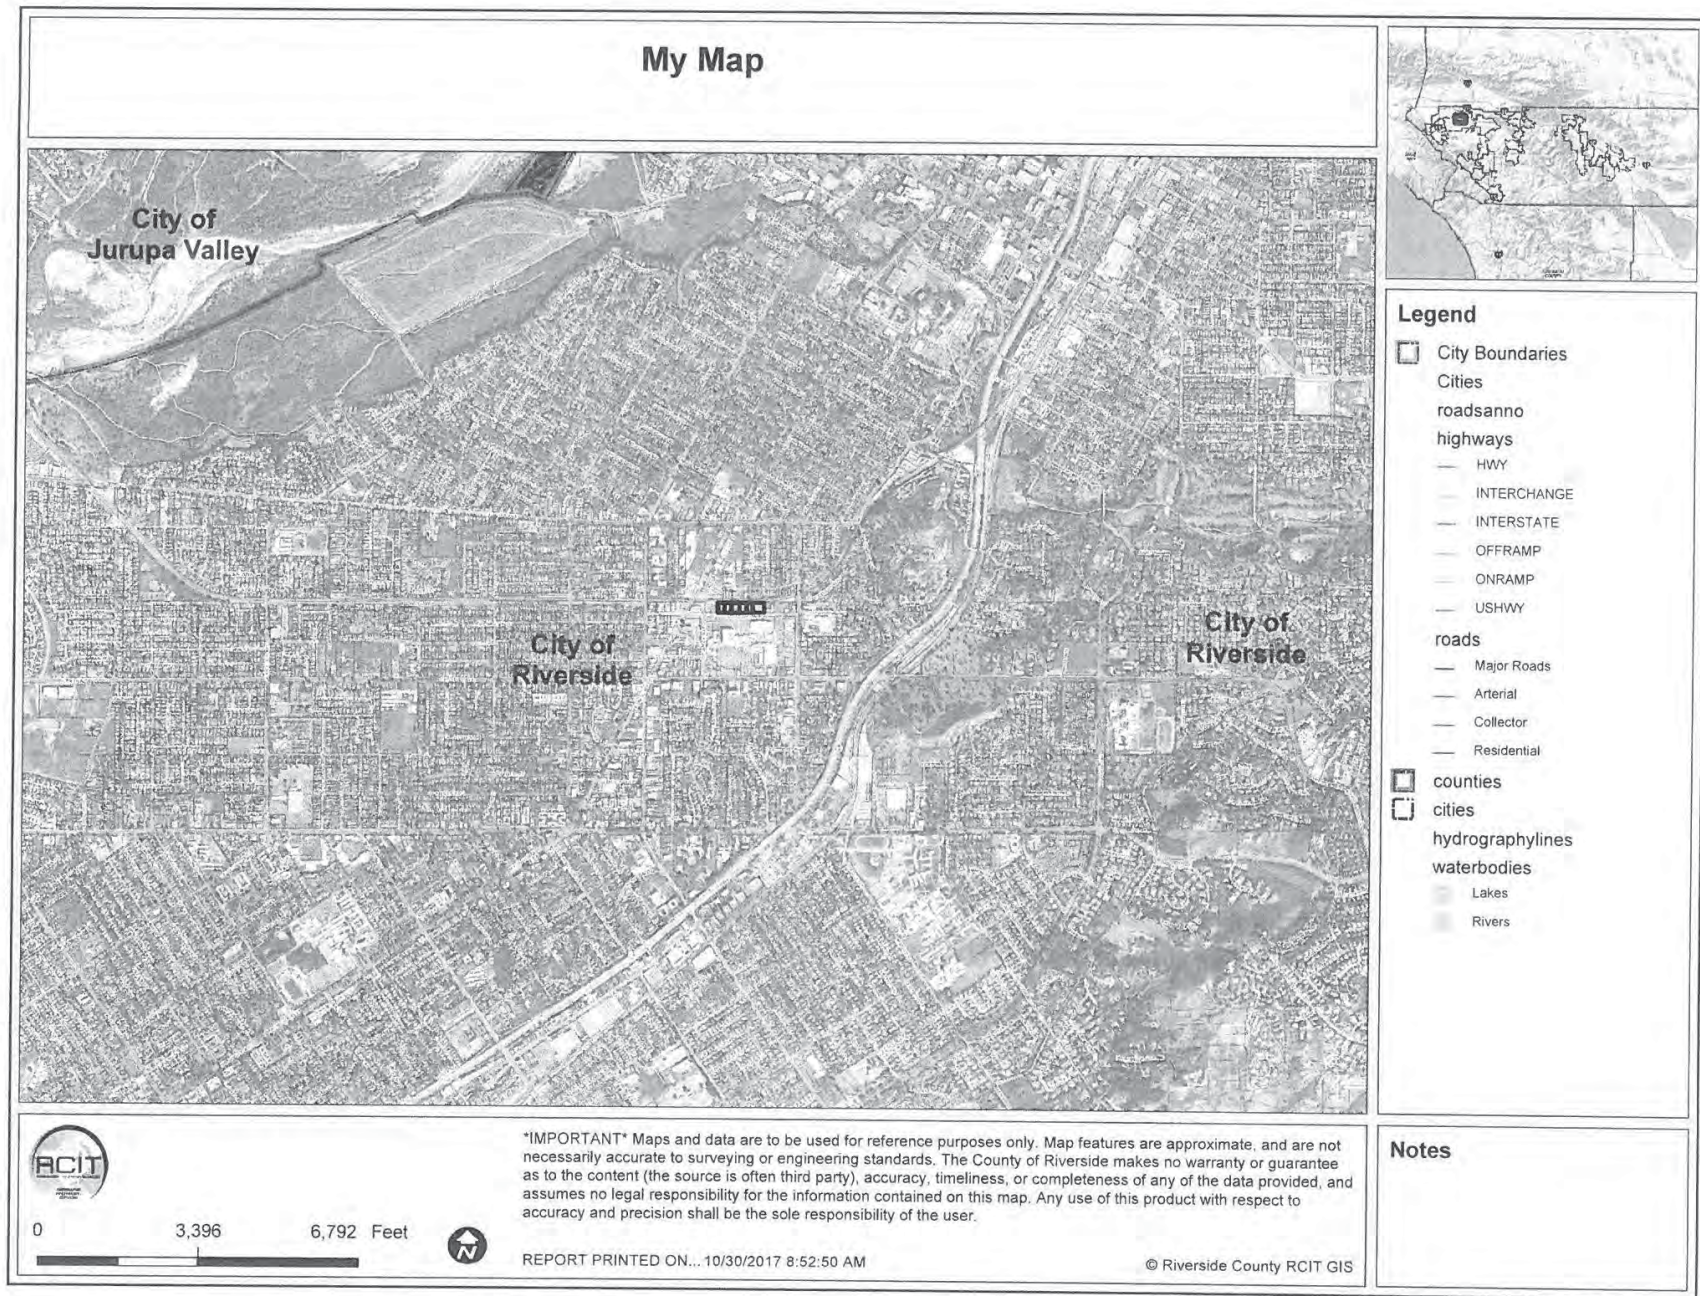 My Map
City of
Jurupa Valley
City of
Riverside
City of
Riverside
Legend
City Boundaries
Cities
roadsanno
highways
HWY
INTERCHANGE
INTERSTATE
OFFRAMP
ONRAMP
USHWY
roads
Major Roads
Arterial
Collector
Residential
counties
cities
hydrographylines
waterbodies
Lakes
Rivers
RCIT
0 3,396 6,792 Feet
N
*IMPORTANT* Maps and data are to be used for reference purposes only. Map features are approximate, and are not
necessarily accurate to surveying or engineering standards. The County of Riverside makes no warranty or guarantee
as to the content (the source is often third party), accuracy, timeliness, or completeness of any of the data provided, and
assumes no legal responsibility for the information contained on this map. Any use of this product with respect to
accuracy and precision shall be the sole responsibility of the user.
REPORT PRINTED ON... 10/30/2017 8:52:50 AM
© Riverside County RCIT GIS
Notes